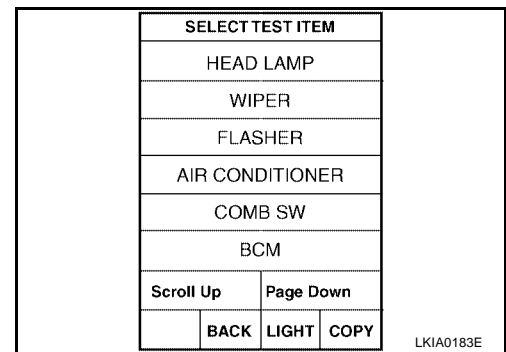 SELECT TEST ITEM
HEAD LAMP
WIPER
FLASHER
AIR CONDITIONER
COMB SW
BCM
Scroll Up Page Down
BACK LIGHT COPY
LKIA0183E